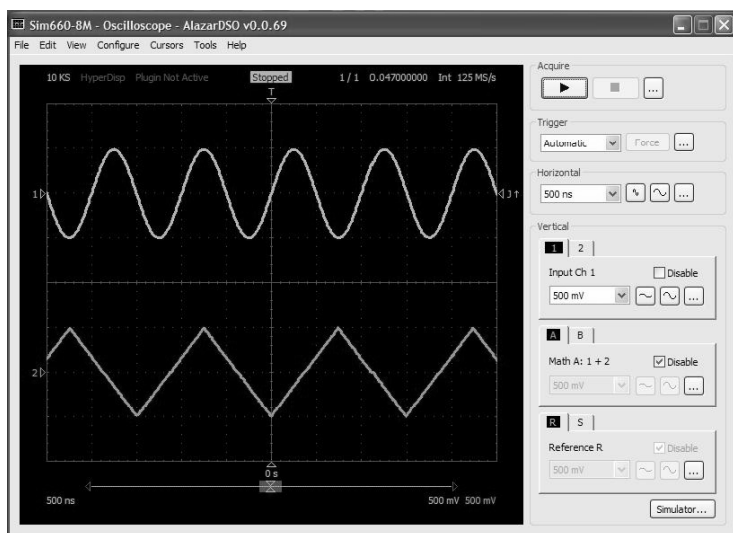 Sim660-8M - Oscilloscope - AlazarDSO v0.0.69
File Edit View Configure Cursors Tools Help
10 KS HyperDisp Plugin Not Active Stopped 1 / 1 0.047000000 Int 125 MS/s
T
1
J↑
2
0 s
500 ns 500 mV 500 mV
Acquire
...
Trigger
Automatic Force ...
Horizontal
500 ns ...
Vertical
1 2
Input Ch 1 Disable
500 mV ...
A B
Math A: 1 + 2 Disable
500 mV ...
R S
Reference R Disable
500 mV ...
Simulator...